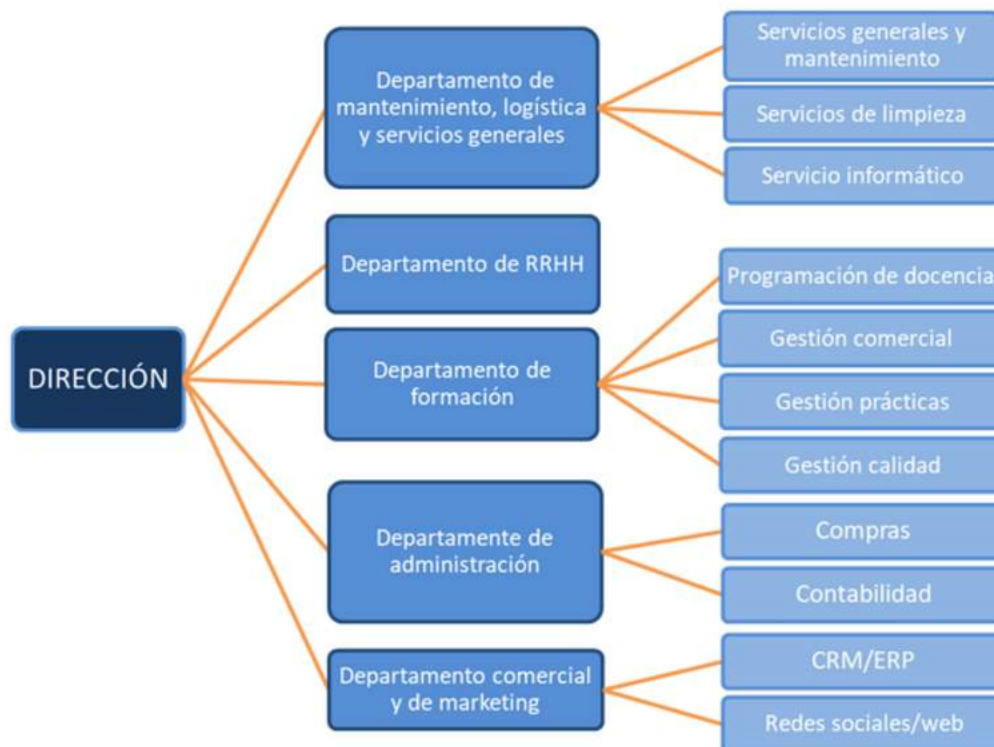 DIRECCIÓN
Departamento de
mantenimiento, logística
y servicios generales
Servicios generales y
mantenimiento
Servicios de limpieza
Servicio informático
Departamento de RRHH
Departamento de
formación
Programación de docencia
Gestión comercial
Gestión prácticas
Gestión calidad
Departamente de
administración
Compras
Contabilidad
Departamento comercial
y de marketing
CRM/ERP
Redes sociales/web